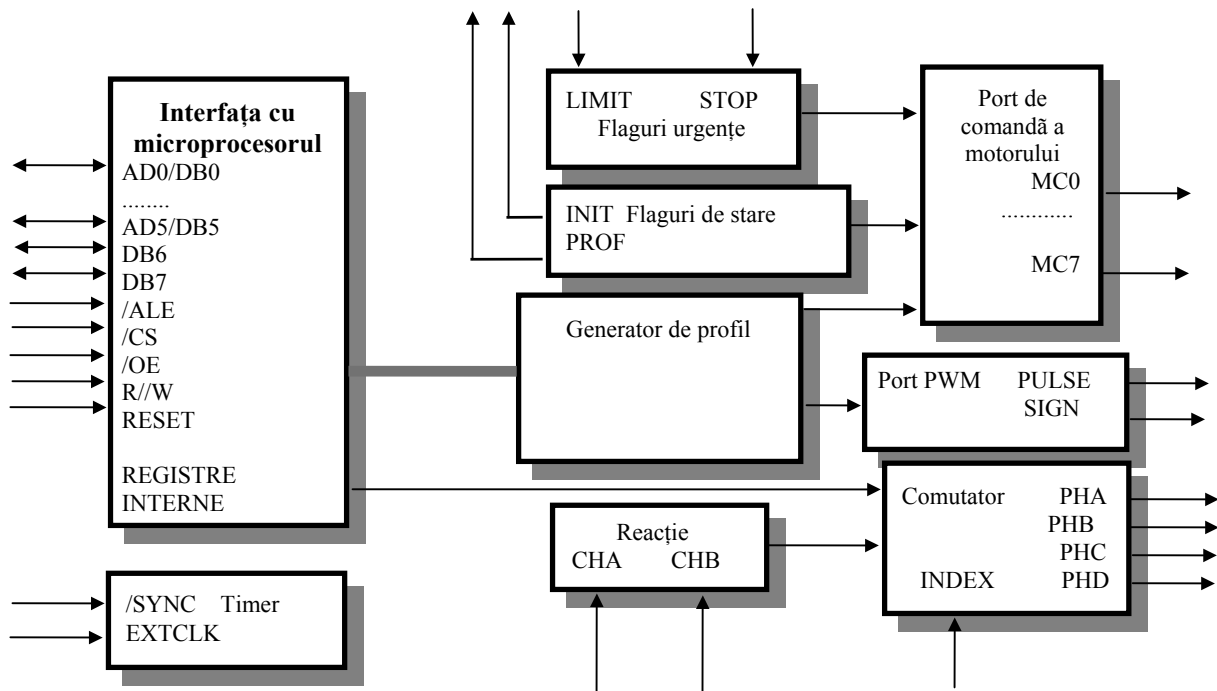 Interfața cu
microprocesorul
AD0/DB0
........
AD5/DB5
DB6
DB7
/ALE
/CS
/OE
R//W
RESET
REGISTRE
INTERNE
/SYNC Timer
EXTCLK
LIMIT STOP
Flaguri urgențe
INIT Flaguri de stare
PROF
Generator de profil
Reacție
CHA CHB
Port de
comandã a
motorului
MC0
............
MC7
Port PWM PULSE
SIGN
Comutator PHA
PHB
PHC
INDEX PHD